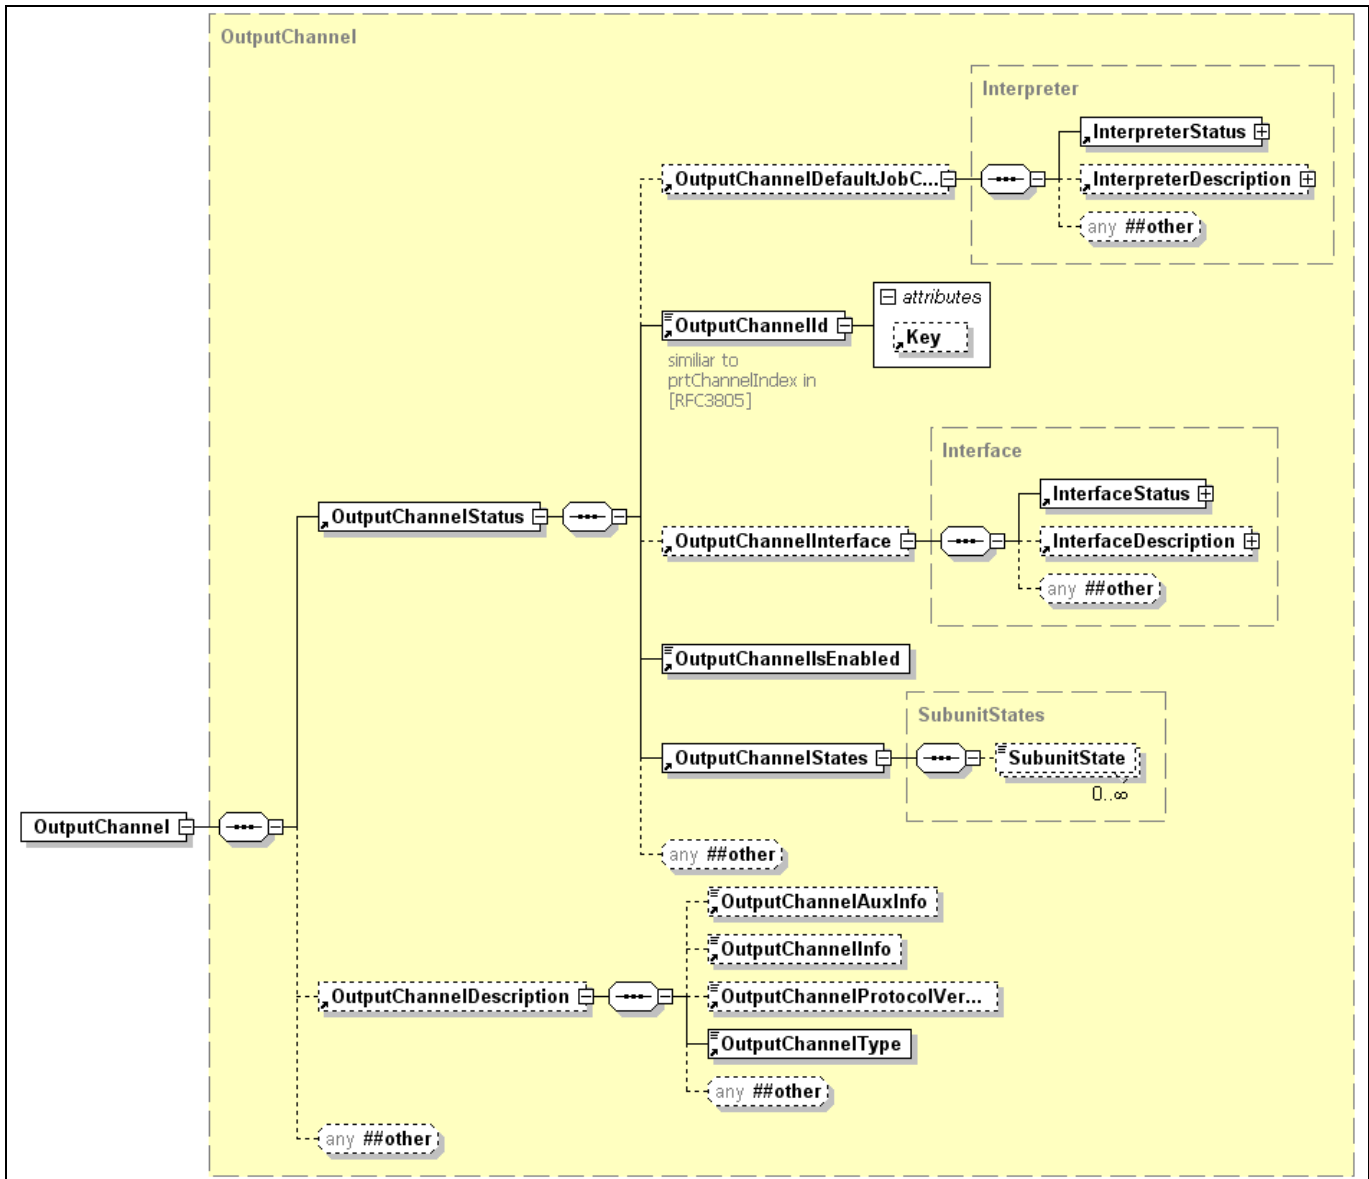 OutputChannel
Interpreter
InterpreterStatus
OutputChannelDefaultJobC...
InterpreterDescription
any ##other
attributes
OutputChannelId
Key
similiar to
prtChannelIndex in
[RFC3805]
Interface
InterfaceStatus
OutputChannelStatus
OutputChannelInterface
InterfaceDescription
any ##other
OutputChannelIsEnabled
SubunitStates
OutputChannelStates
SubunitState
0..∞
OutputChannel
any ##other
OutputChannelAuxInfo
OutputChannelInfo
OutputChannelDescription
OutputChannelProtocolVer...
OutputChannelType
any ##other
any ##other